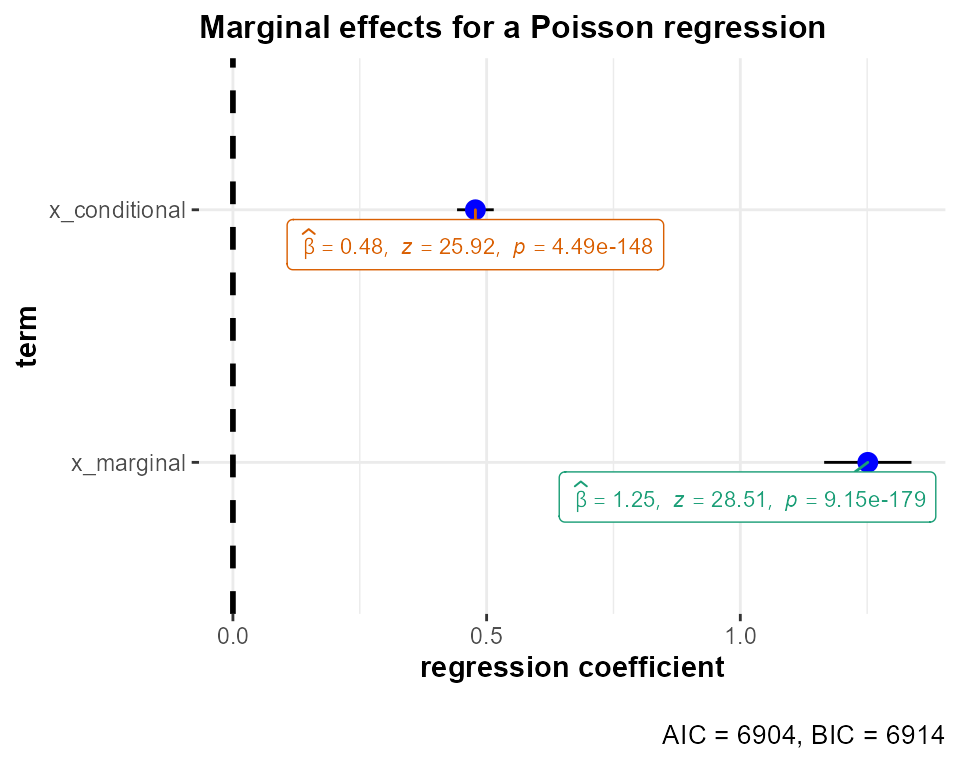 Marginal effects for a Poisson regression
x_conditional
β̂ = 0.48, z = 25.92, p = 4.49e-148
term
x_marginal
β̂ = 1.25, z = 28.51, p = 9.15e-179
0.0 0.5 1.0
regression coefficient
AIC = 6904, BIC = 6914